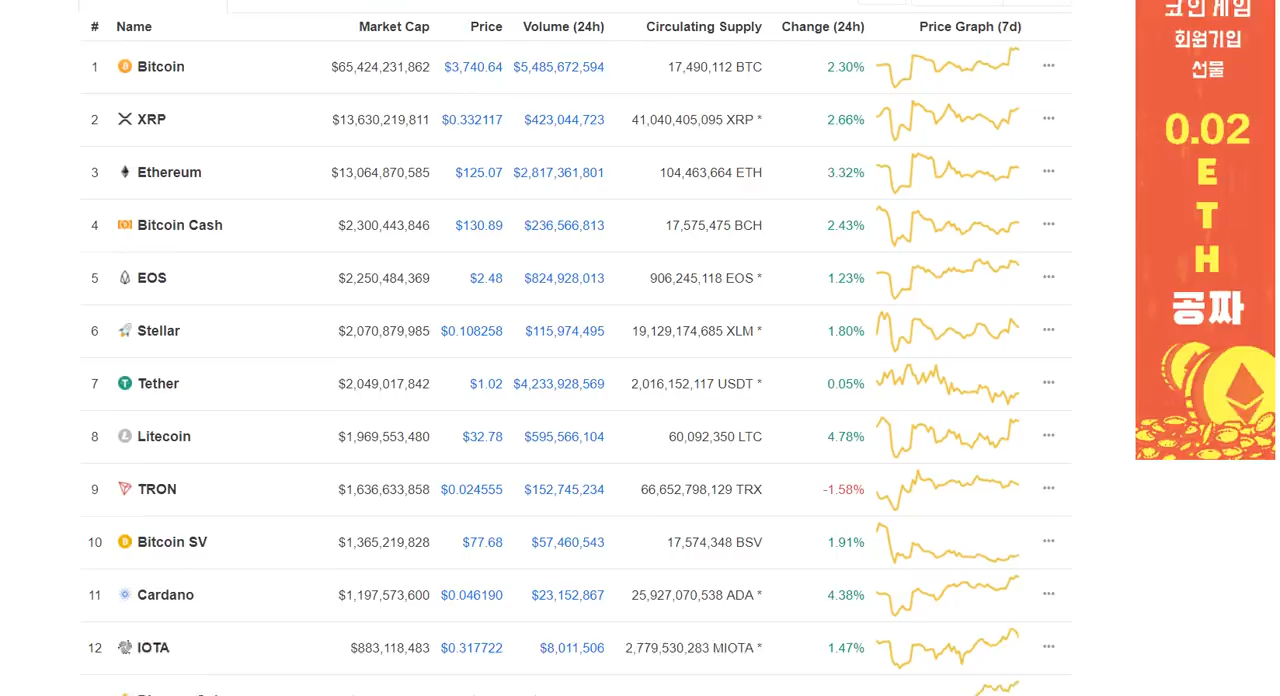 # Name Market Cap Price Volume (24h) Circulating Supply Change (24h) Price Graph (7d)
1 Bitcoin $65,424,231,862 $3,740.64 $5,485,672,594 17,490,112 BTC 2.30%
2 XRP $13,630,219,811 $0.332117 $423,044,723 41,040,405,095 XRP * 2.66%
3 Ethereum $13,064,870,585 $125.07 $2,817,361,801 104,463,664 ETH 3.32%
4 Bitcoin Cash $2,300,443,846 $130.89 $236,566,813 17,575,475 BCH 2.43%
5 EOS $2,250,484,369 $2.48 $824,928,013 906,245,118 EOS * 1.23%
6 Stellar $2,070,879,985 $0.108258 $115,974,495 19,129,174,685 XLM * 1.80%
7 Tether $2,049,017,842 $1.02 $4,233,928,569 2,016,152,117 USDT * 0.05%
8 Litecoin $1,969,553,480 $32.78 $595,566,104 60,092,350 LTC 4.78%
9 TRON $1,636,633,858 $0.024555 $152,745,234 66,652,798,129 TRX -1.58%
10 Bitcoin SV $1,365,219,828 $77.68 $57,460,543 17,574,348 BSV 1.91%
11 Cardano $1,197,573,600 $0.046190 $23,152,867 25,927,070,538 ADA * 4.38%
12 IOTA $883,118,483 $0.317722 $8,011,506 2,779,530,283 MIOTA * 1.47%
코인 게임
회원기입
선물
0.02
E
T
H
공짜